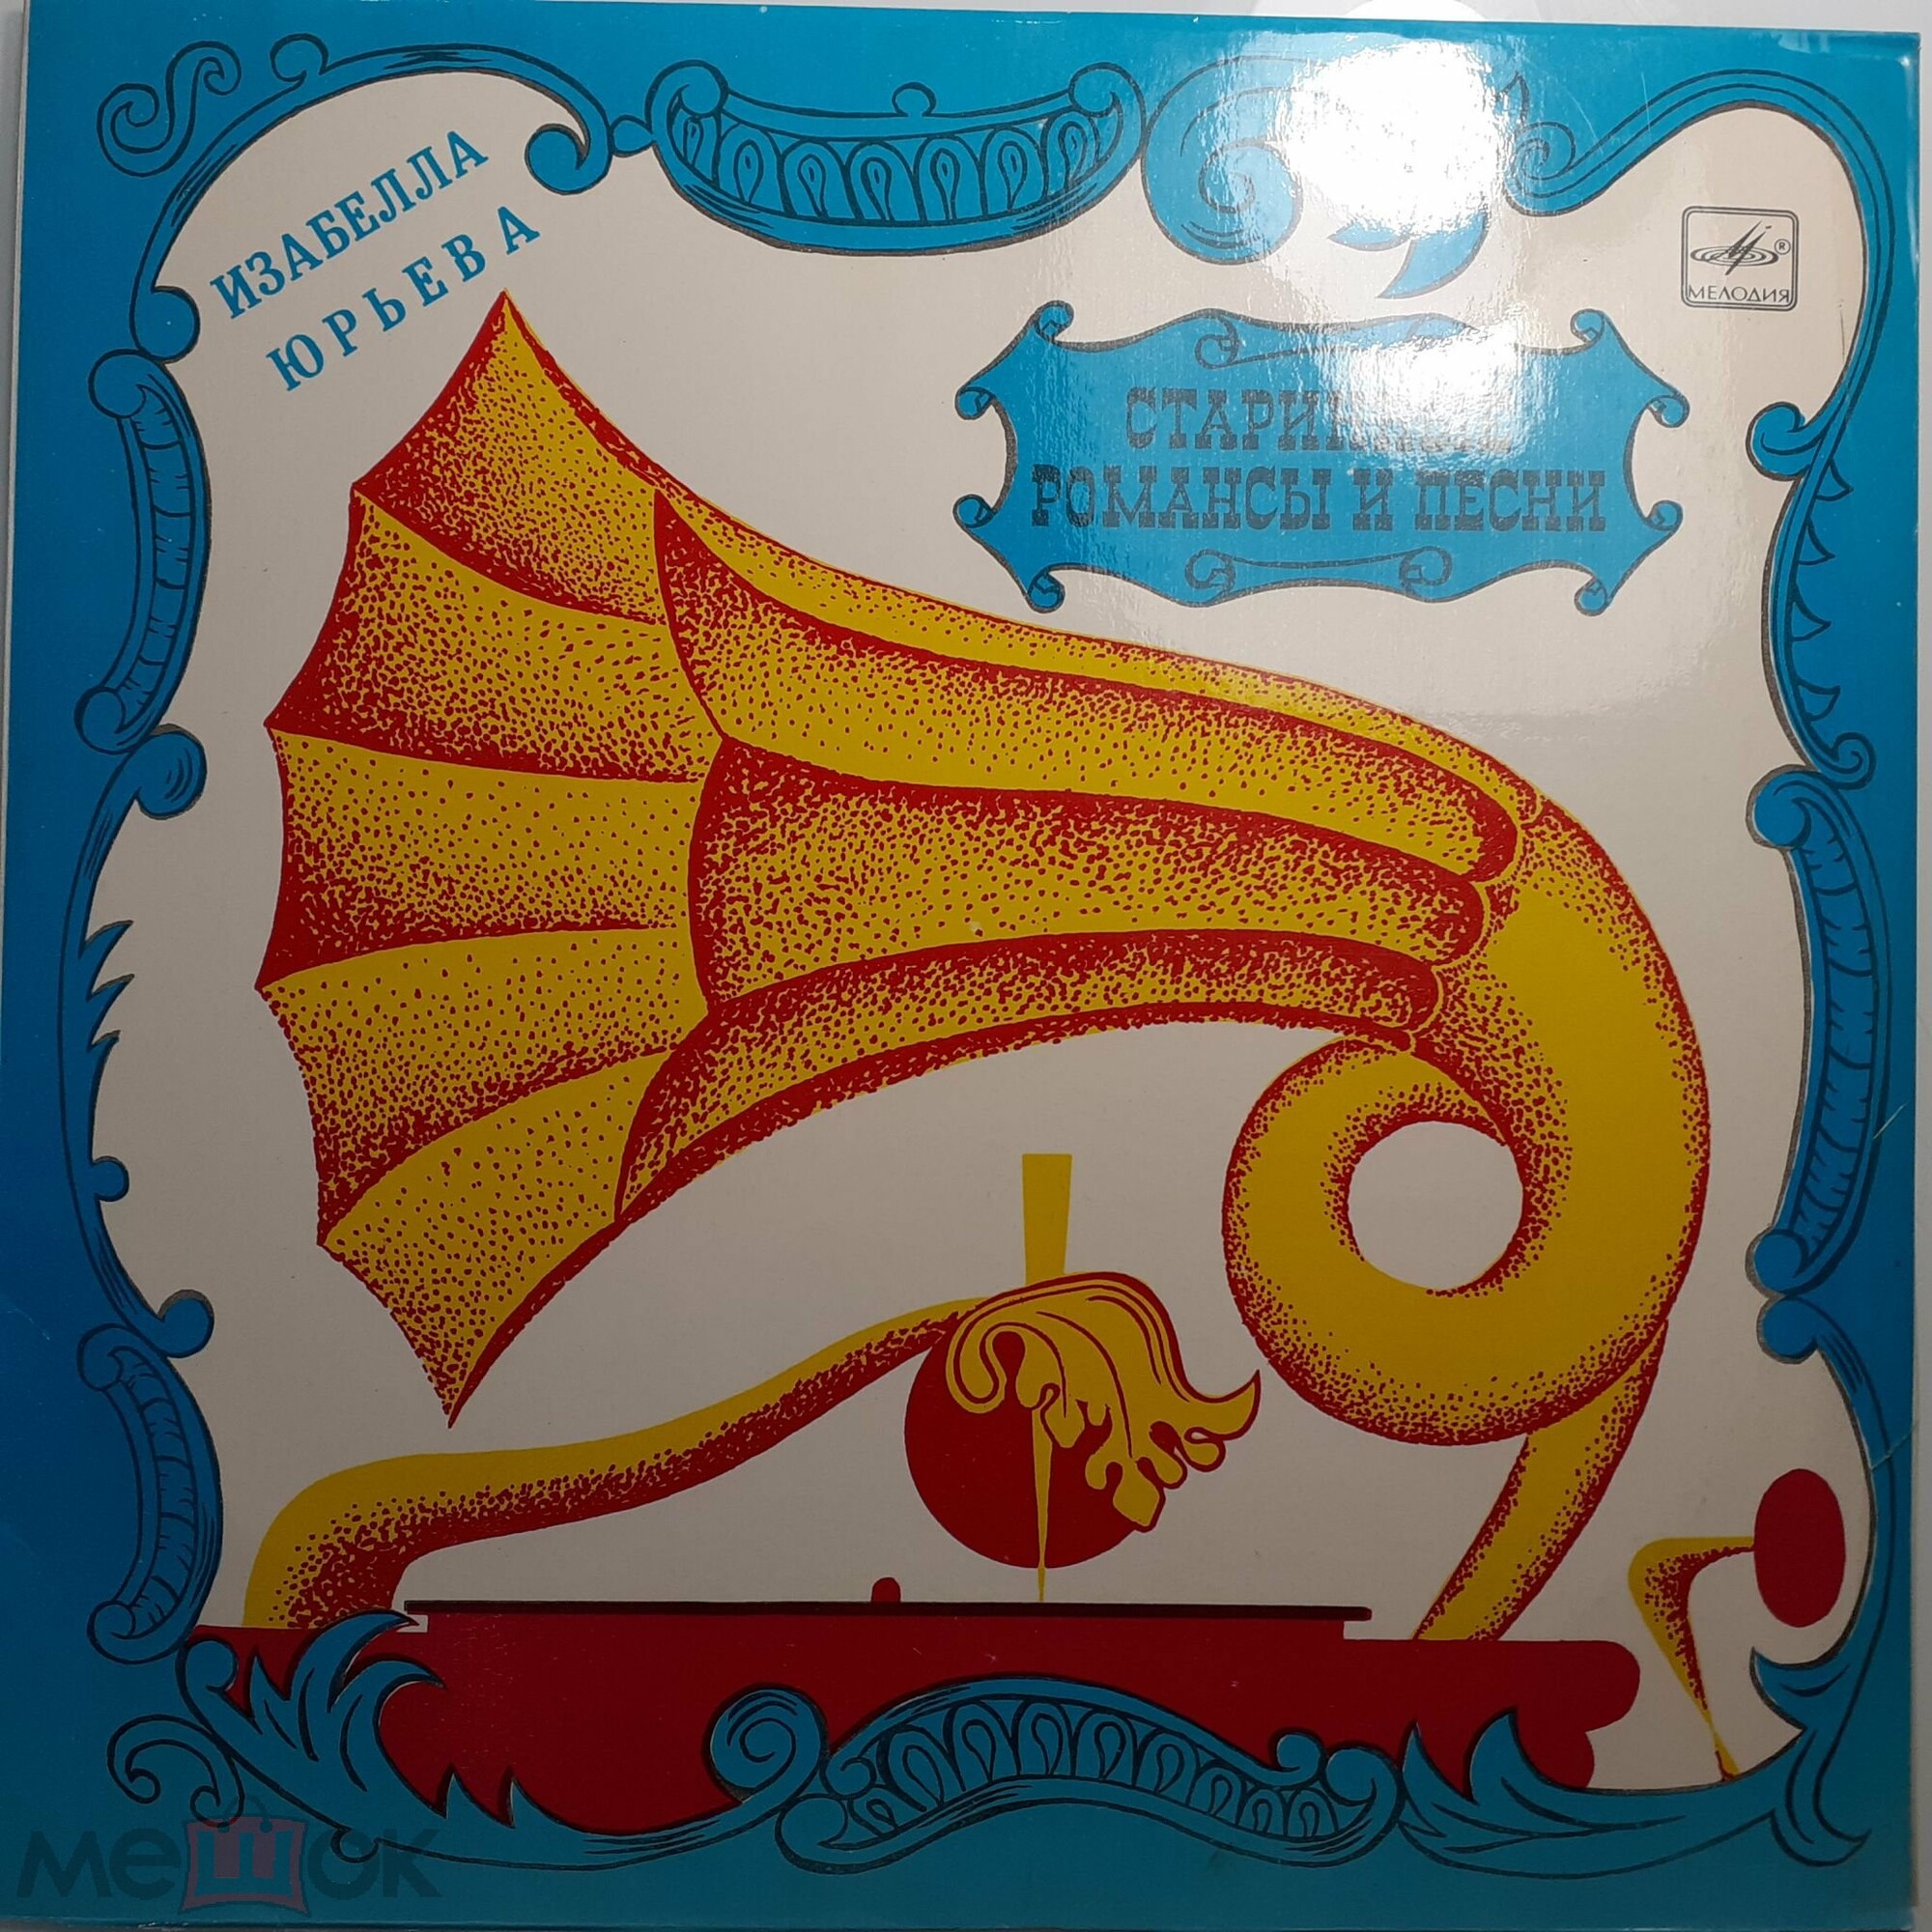 ИЗАБЕЛЛА
ЮРЬЕВА
®
МЕЛОДИЯ
РОМАНСЫ И ПЕСНИ
мешок